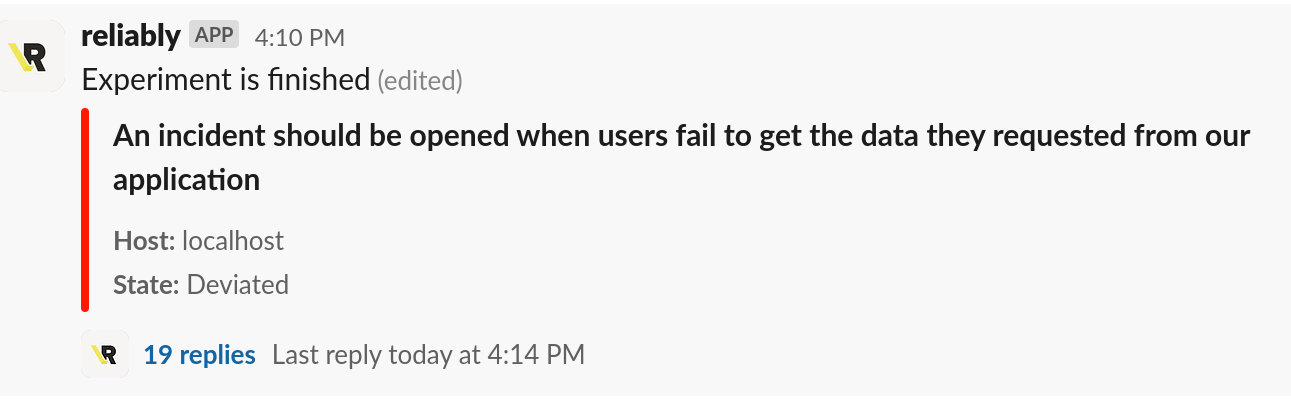 reliably APP 4:10 PM
Experiment is finished (edited)
An incident should be opened when users fail to get the data they requested from our
application
Host: localhost
State: Deviated
19 replies Last reply today at 4:14 PM